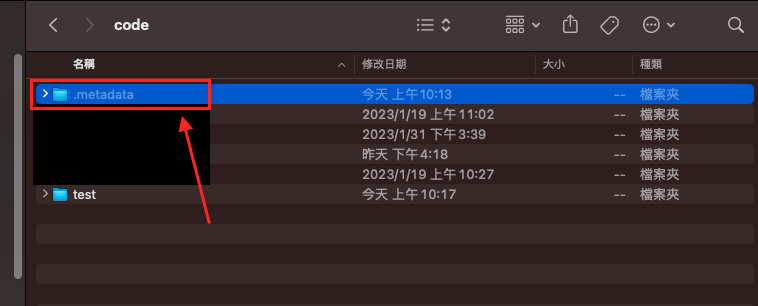 code
名稱 修改日期 大小 種類
.metadata 今天 上午10:13 -- 檔案夾
2023/1/19 上午11:02 -- 檔案夾
2023/1/31 下午3:39 -- 檔案夾
昨天 下午4:18 -- 檔案夾
2023/1/19 上午10:27 -- 檔案夾
test 今天 上午10:17 -- 檔案夾